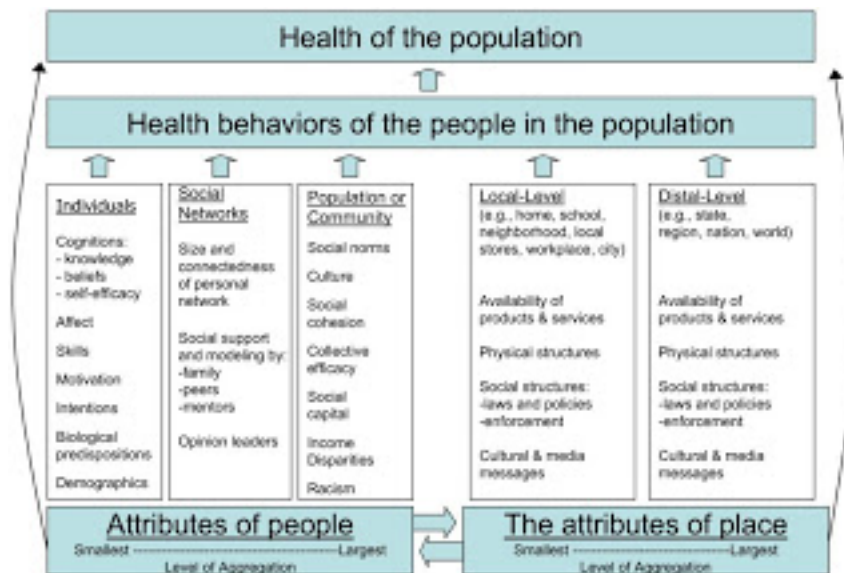 Health of the population
Health behaviors of the people in the population
Individuals
Cognitions:
- knowledge
- beliefs
- self-efficacy
Affect
Skills
Motivation
Intentions
Biological
predispositions
Demographics
Social
Networks
Size and
connectedness
of personal
network
Social support
and modeling by:
-family
-peers
-mentors
Opinion leaders
Population or
Community
Social norms
Culture
Social
cohesion
Collective
efficacy
Social
capital
Income
Disparities
Racism
Local-Level
(e.g., home, school,
neighborhood, local
stores, workplace, city)
Availability of
products & services
Physical structures
Social structures:
-laws and policies
-enforcement
Cultural & media
messages
Distal-Level
(e.g., state,
region, nation, world)
Availability of
products & services
Physical structures
Social structures:
-laws and policies
-enforcement
Cultural & media
messages
Attributes of people
Smallest ------------------------------------Largest
Level of Aggregation
The attributes of place
Smallest ------------------------------------Largest
Level of Aggregation